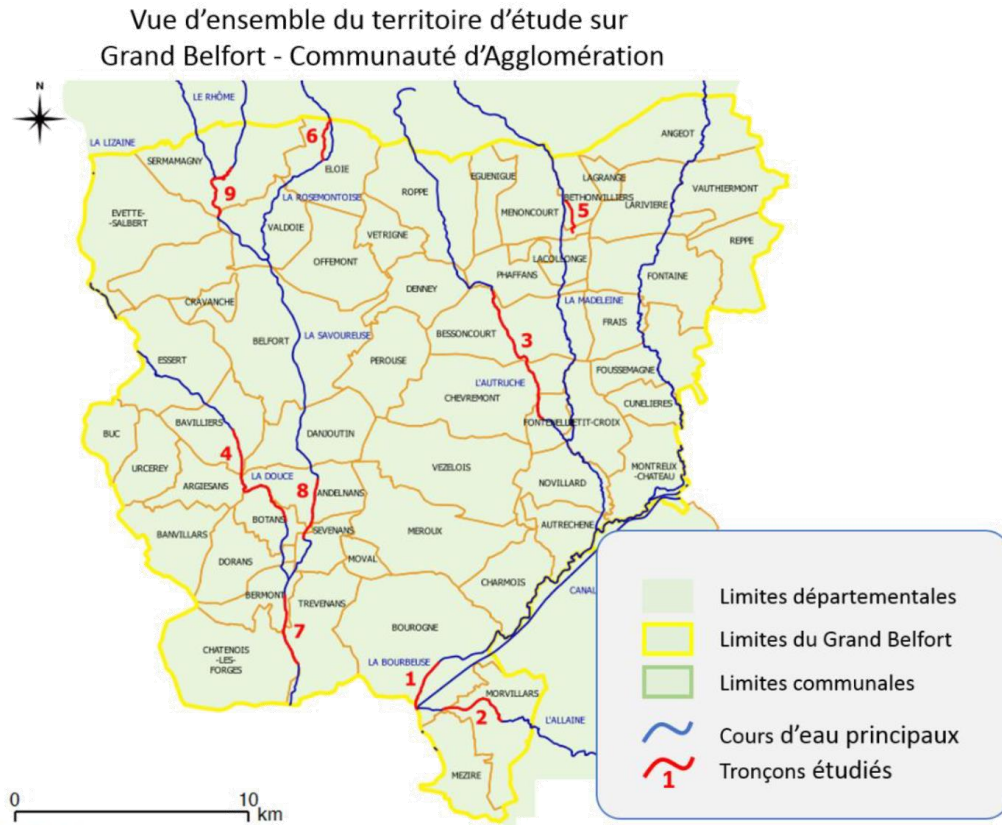 Vue d'ensemble du territoire d'étude sur
Grand Belfort - Communauté d'Agglomération
N
LE RHÔME
LA LIZAINE
SERMAMAGNY
6
ELOIE
ANGEOT
9
LA ROSEMONTOISE
ROPPE
EGUENIGUE
LAGRANGE
BETHONVILLIERS
VAUTHIERMONT
EVETTE
-SALBERT
VALDOIE
VETRIGNE
MENONCOURT
5
LARIVIERE
REPPE
OFFEMONT
LACOLLONGE
PHAFFANS
FONTAINE
DENNEY
CRAVANCHE
LA MADELEINE
BELFORT
LA SAVOUREUSE
BESSONCOURT
3
FRAIS
ESSERT
PEROUSE
FOUSSEMAGNE
L'AUTRUCHE
CHEVREMONT
CUNELIERES
BUC
BAVILLIERS
DANJOUTIN
FONTENELLE
PETIT-CROIX
4
URCEREY
LA DOUCE
VEZELOIS
MONTREUX
-CHATEAU
ARGIESANS
8
ANDELNANS
NOVILLARD
BOTANS
SEVENANS
MEROUX
AUTRECHENE
BANVILLARS
DORANS
MOVAL
CHARMOIS
BERMONT
TREVENANS
CANAL
7
BOUROGNE
CHATENOIS
-LES-
FORGES
LA BOURBEUSE
1
MORVILLARS
2
L'ALLAINE
MEZIRE
Limites départementales
Limites du Grand Belfort
Limites communales
Cours d'eau principaux
1
Tronçons étudiés
0
10
km